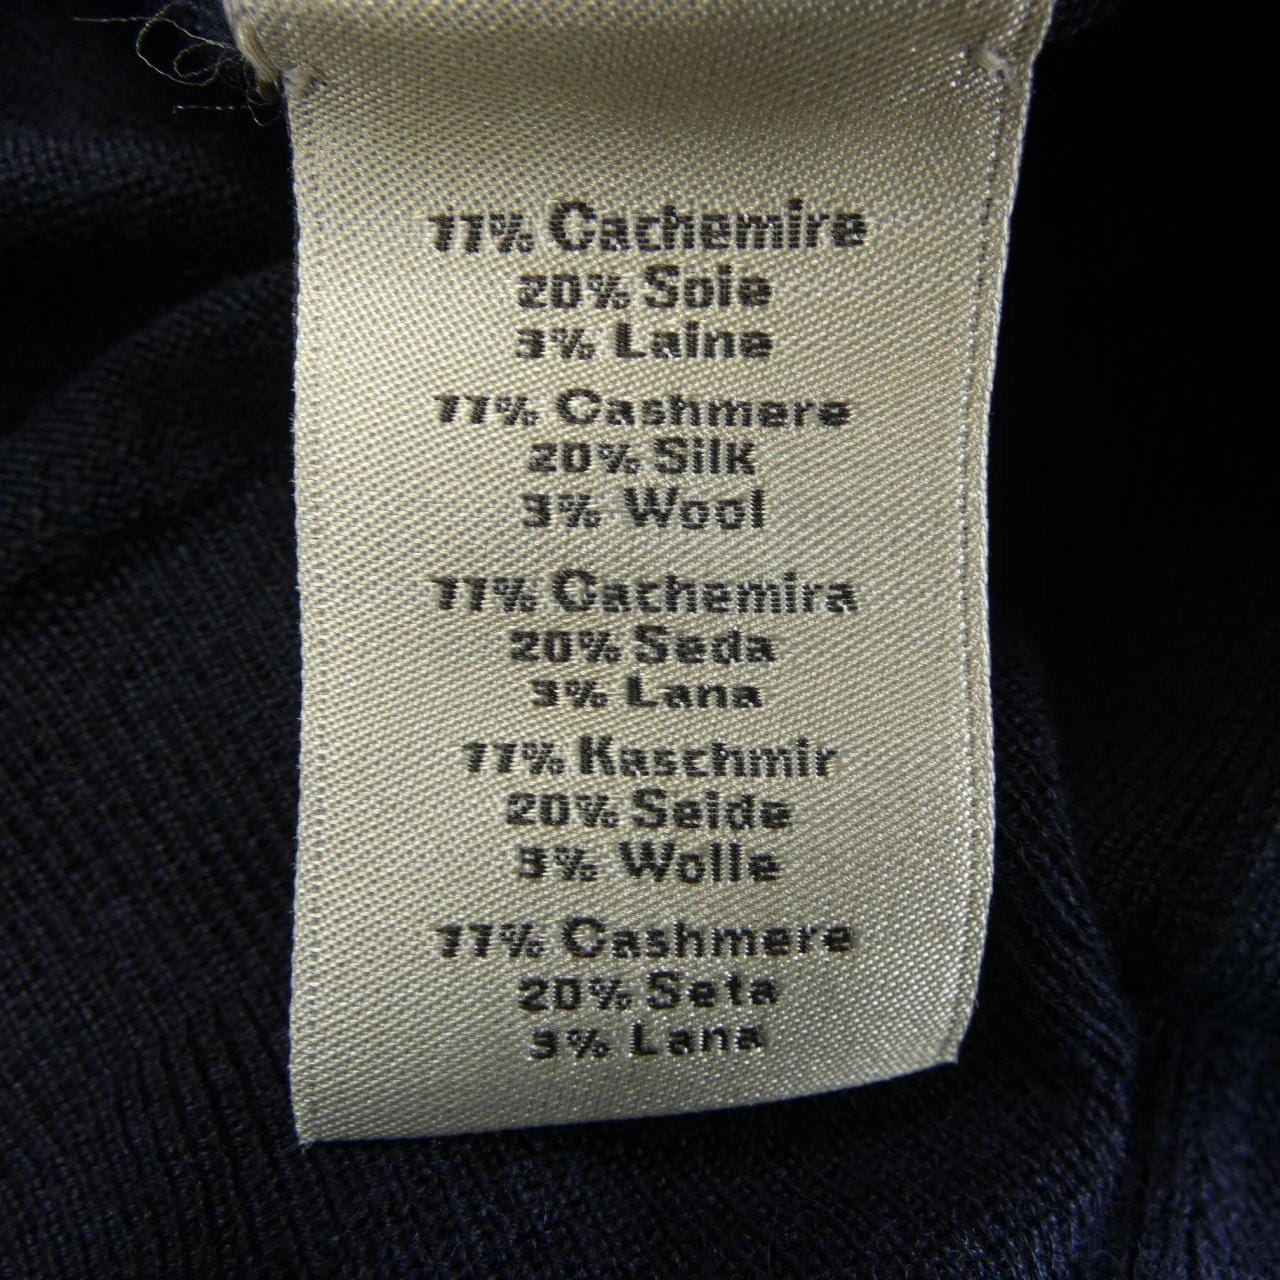 77% Cachemire
20% Soie
3% Laine
77% Cashmere
20% Silk
3% Wool
77% Cachemira
20% Seda
3% Lana
77% Kaschmir
20% Seide
3% Wolle
77% Cashmere
20% Seta
3% Lana